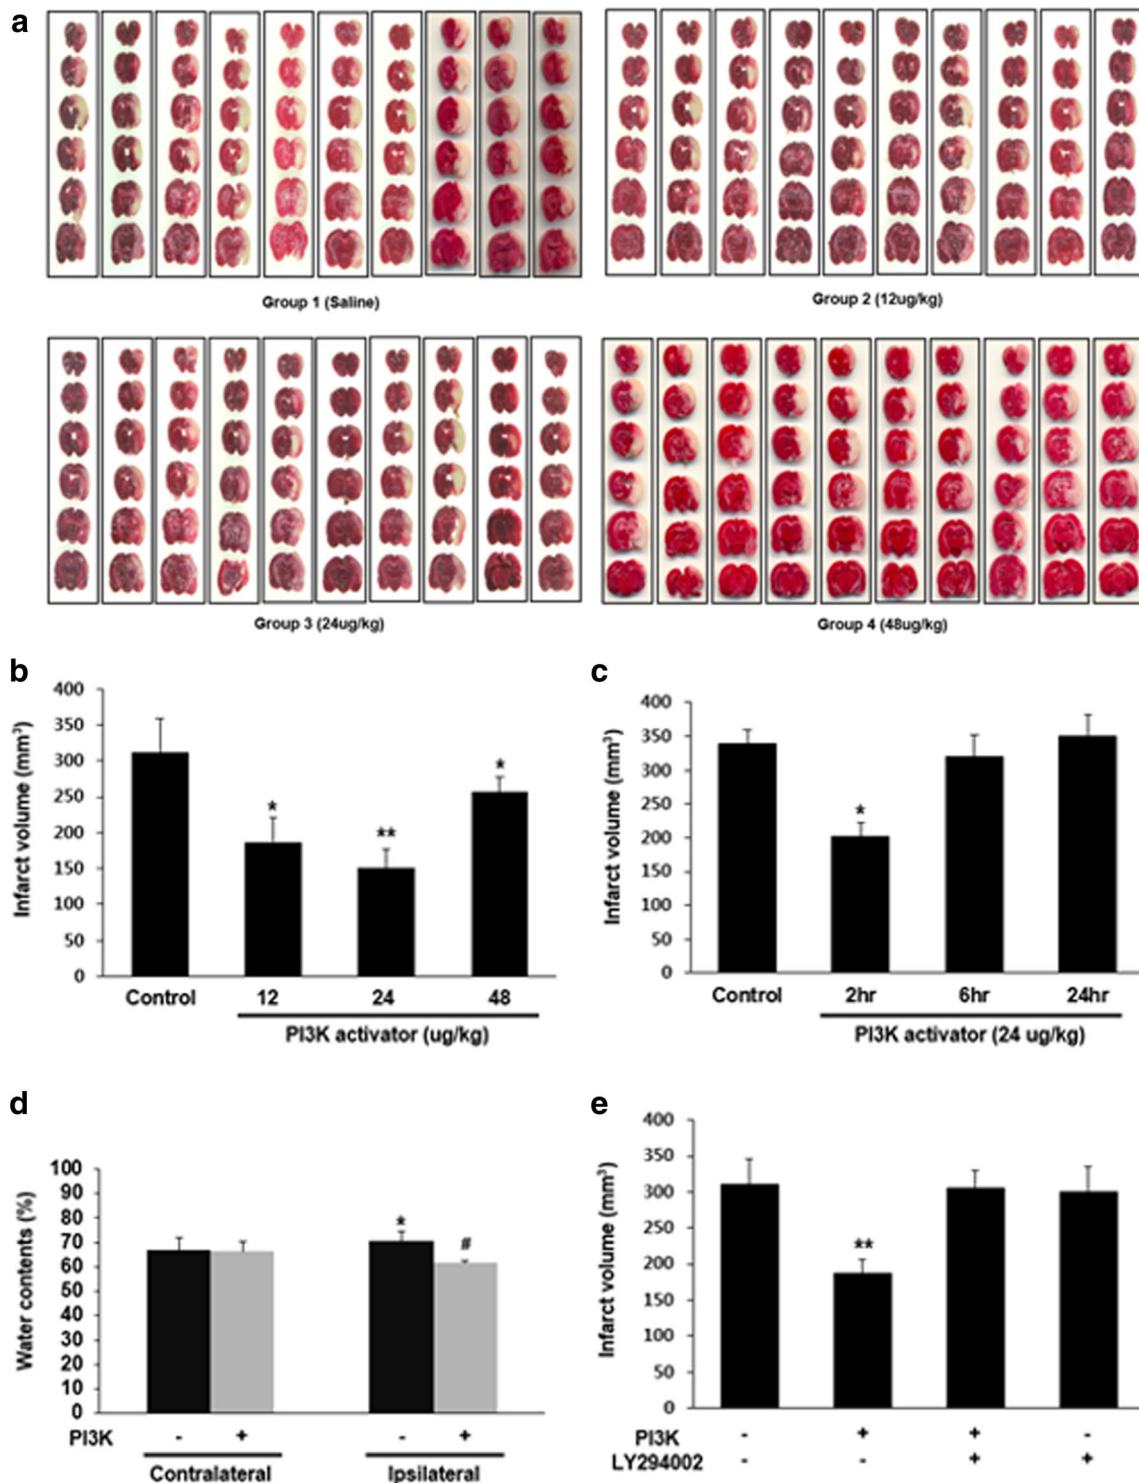 a
Group 1 (Saline)
Group 2 (12ug/kg)
Group 3 (24ug/kg)
Group 4 (48ug/kg)
b
Infarct volume (mm³)
400
350
300
250
200
150
100
50
0
*
**
*
Control 12 24 48
PI3K activator (ug/kg)
c
Infarct volume (mm³)
400
350
300
250
200
150
100
50
0
*
Control 2hr 6hr 24hr
PI3K activator (24 ug/kg)
d
Water contents (%)
100
90
80
70
60
50
40
30
20
10
0
*
#
PI3K - + - +
Contralateral Ipsilateral
e
Infarct volume (mm³)
400
350
300
250
200
150
100
50
0
**
PI3K - + + -
LY294002 - - + +